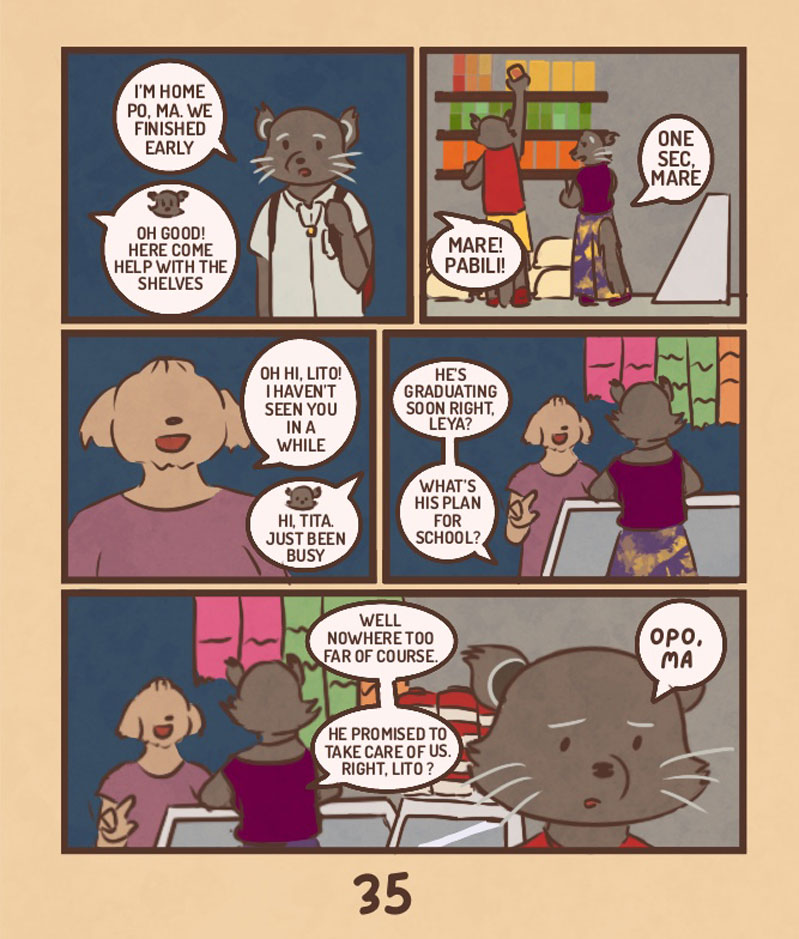 I'M HOME
PO, MA. WE
FINISHED
EARLY
OH GOOD!
HERE COME
HELP WITH THE
SHELVES
MARE!
PABILI!
ONE
SEC,
MARE
OH HI, LITO!
I HAVEN'T
SEEN YOU
IN A
WHILE
HI, TITA.
JUST BEEN
BUSY
HE'S
GRADUATING
SOON RIGHT,
LEYA?
WHAT'S
HIS PLAN
FOR
SCHOOL?
WELL
NOWHERE TOO
FAR OF COURSE.
HE PROMISED TO
TAKE CARE OF US.
RIGHT, LITO ?
OPO,
MA
35